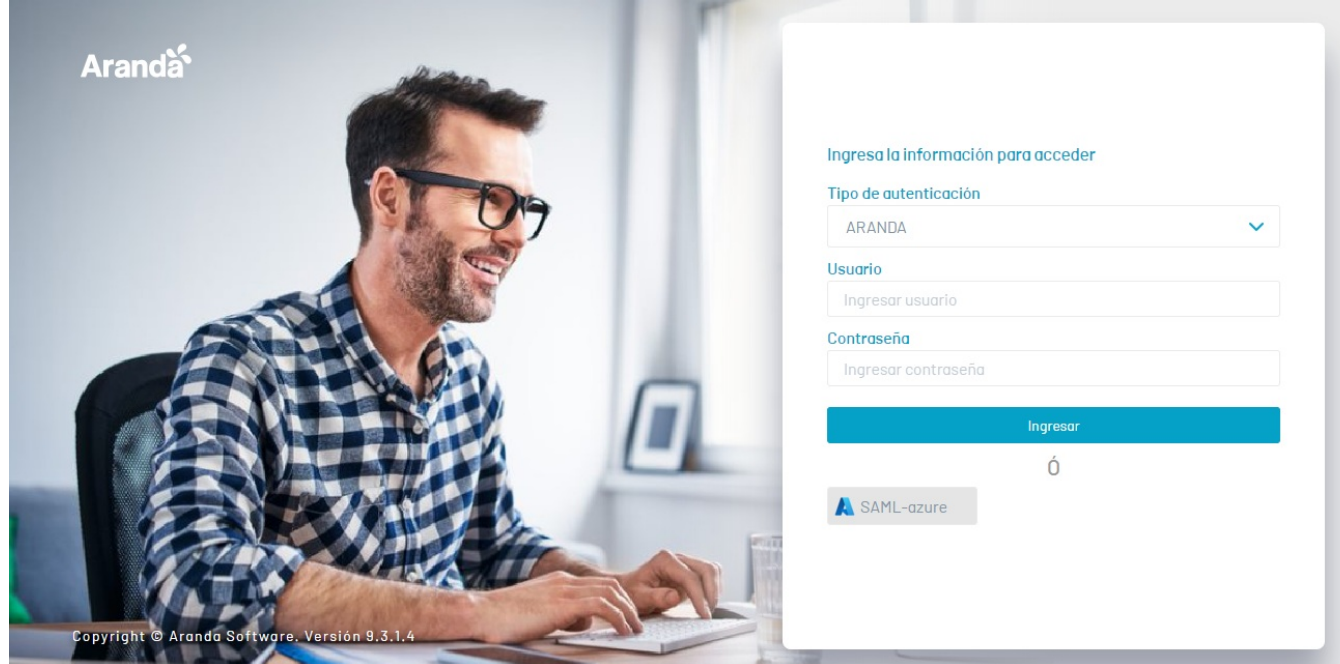 Aranda
Ingresa la información para acceder
Tipo de autenticación
ARANDA
Usuario
Ingresar usuario
Contraseña
Ingresar contraseña
Ingresar
Ó
SAML-azure
Copyright © Aranda Software. Versión 9.3.1.4